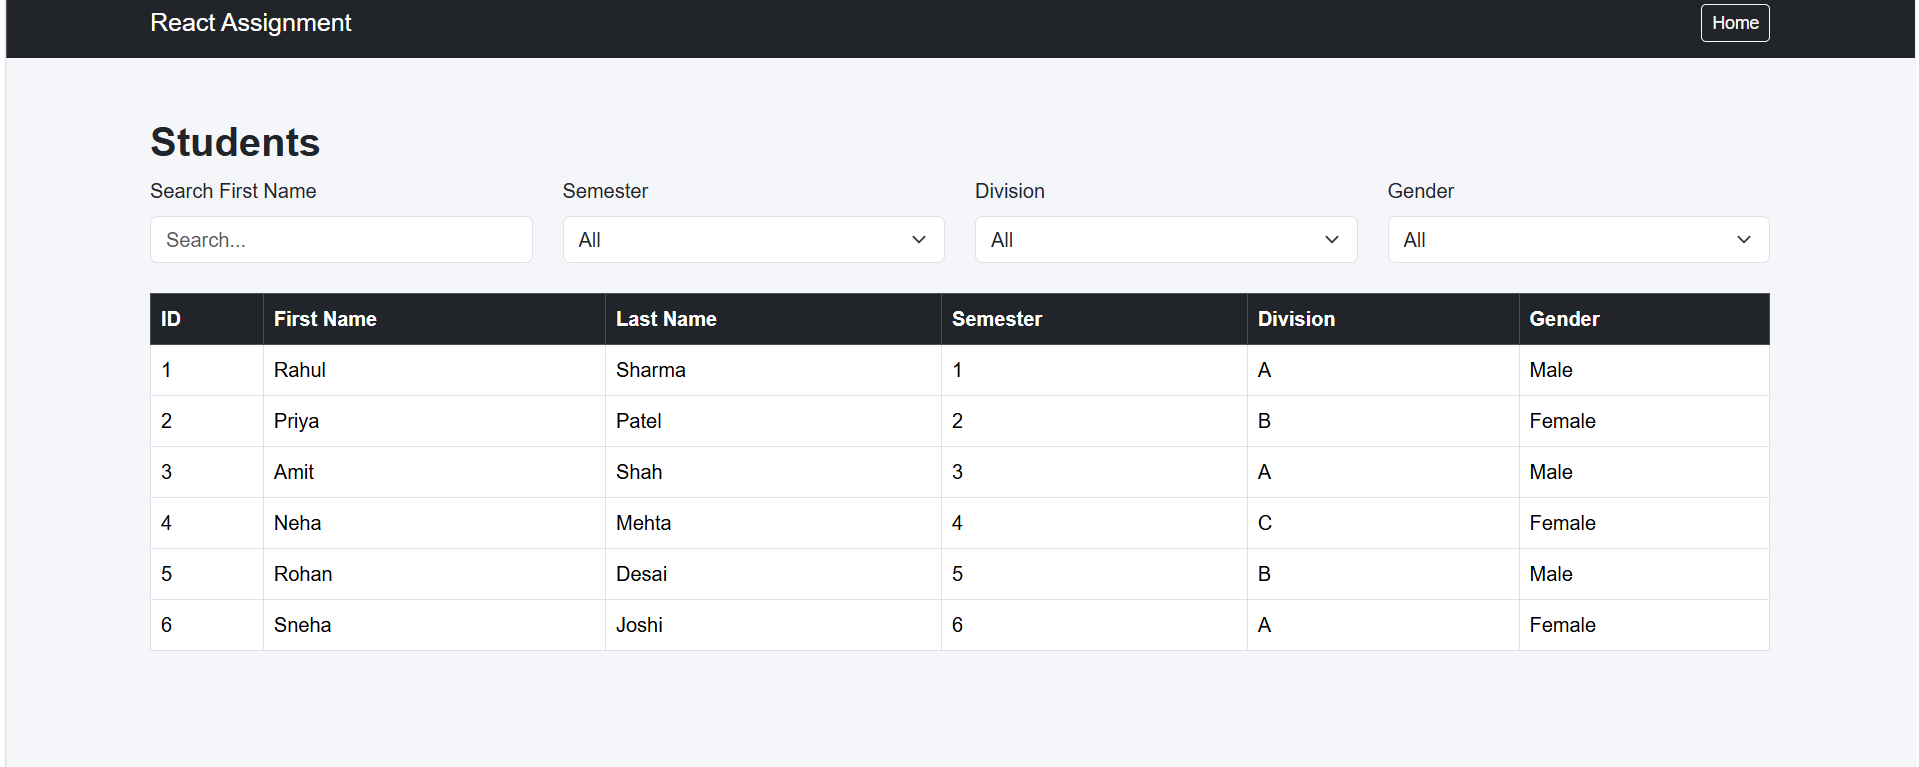 React Assignment Home
Students
Search First Name Semester Division Gender
Search... All All All
ID First Name Last Name Semester Division Gender
1 Rahul Sharma 1 A Male
2 Priya Patel 2 B Female
3 Amit Shah 3 A Male
4 Neha Mehta 4 C Female
5 Rohan Desai 5 B Male
6 Sneha Joshi 6 A Female